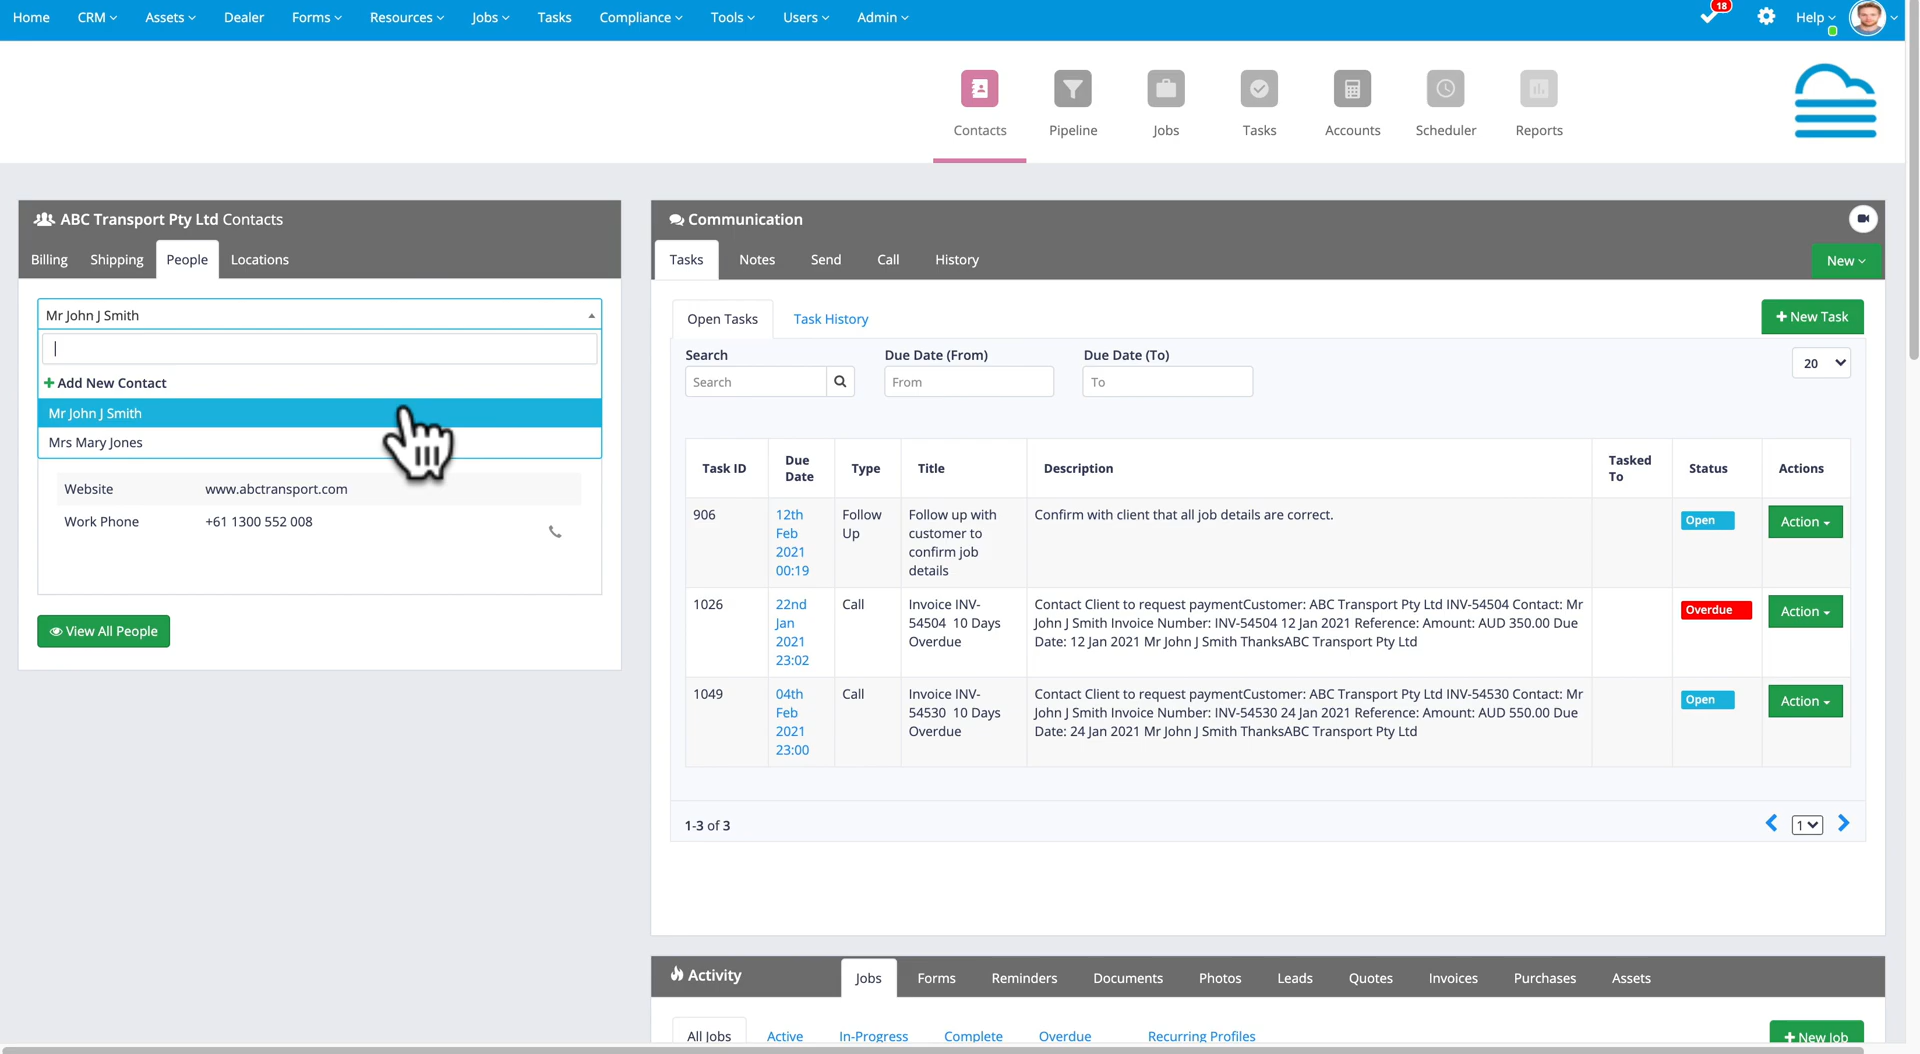 Home CRM Assets Dealer Forms Resources Jobs Tasks Compliance Tools Users Admin 18 Help
Contacts Pipeline Jobs Tasks Accounts Scheduler Reports
ABC Transport Pty Ltd Contacts
Billing Shipping People Locations
Mr John J Smith
Add New Contact
Mr John J Smith
Mrs Mary Jones
Website www.abctransport.com
Work Phone +61 1300 552 008
View All People
Communication
Tasks Notes Send Call History New
Open Tasks Task History + New Task
Search Due Date (From) Due Date (To)
Search From To 20
Task ID Due Date Type Title Description Tasked To Status Actions
906 12th Follow Follow up with Confirm with client that all job details are correct. Open Action
Feb Up customer to
2021 confirm job
00:19 details
1026 22nd Call Invoice INV- Contact Client to request paymentCustomer: ABC Transport Pty Ltd INV-54504 Contact: Mr Overdue Action
Jan 54504 10 Days John J Smith Invoice Number: INV-54504 12 Jan 2021 Reference: Amount: AUD 350.00 Due
2021 Overdue Date: 12 Jan 2021 Mr John J Smith ThanksABC Transport Pty Ltd
23:02
1049 04th Call Invoice INV- Contact Client to request paymentCustomer: ABC Transport Pty Ltd INV-54530 Contact: Mr Open Action
Feb 54530 10 Days John J Smith Invoice Number: INV-54530 24 Jan 2021 Reference: Amount: AUD 550.00 Due
2021 Overdue Date: 24 Jan 2021 Mr John J Smith ThanksABC Transport Pty Ltd
23:00
1-3 of 3 1
Activity Jobs Forms Reminders Documents Photos Leads Quotes Invoices Purchases Assets
All Jobs Active In-Progress Complete Overdue Recurring Profiles + New Job